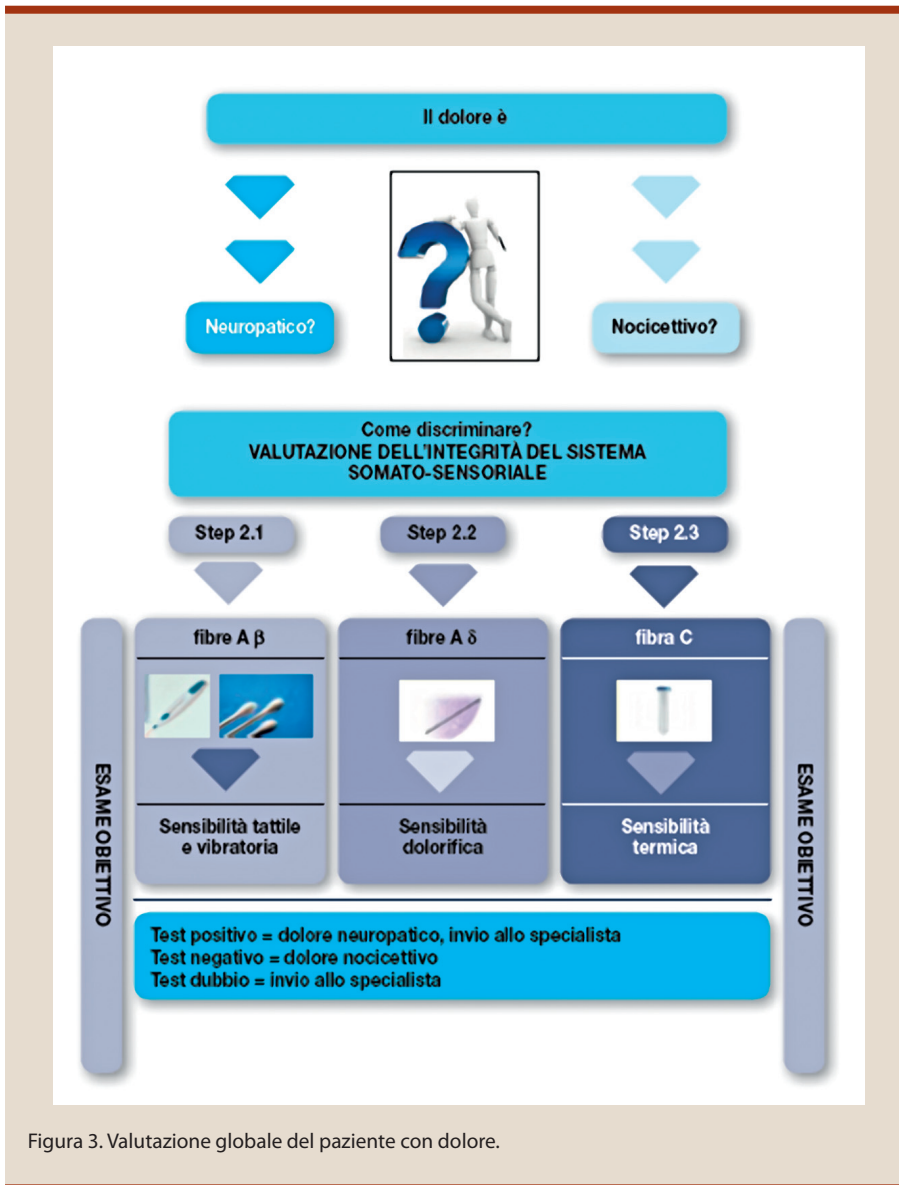 Il dolore è
Neuropatico?
Nocicettivo?
Come discriminare?
VALUTAZIONE DELL'INTEGRITÀ DEL SISTEMA
SOMATO-SENSORIALE
Step 2.1
Step 2.2
Step 2.3
ESAME OBIETTIVO
fibre A β
Sensibilità tattile
e vibratoria
fibre A δ
Sensibilità
dolorifica
fibra C
Sensibilità
termica
ESAME OBIETTIVO
Test positivo = dolore neuropatico, invio allo specialista
Test negativo = dolore nocicettivo
Test dubbio = invio allo specialista
Figura 3. Valutazione globale del paziente con dolore.